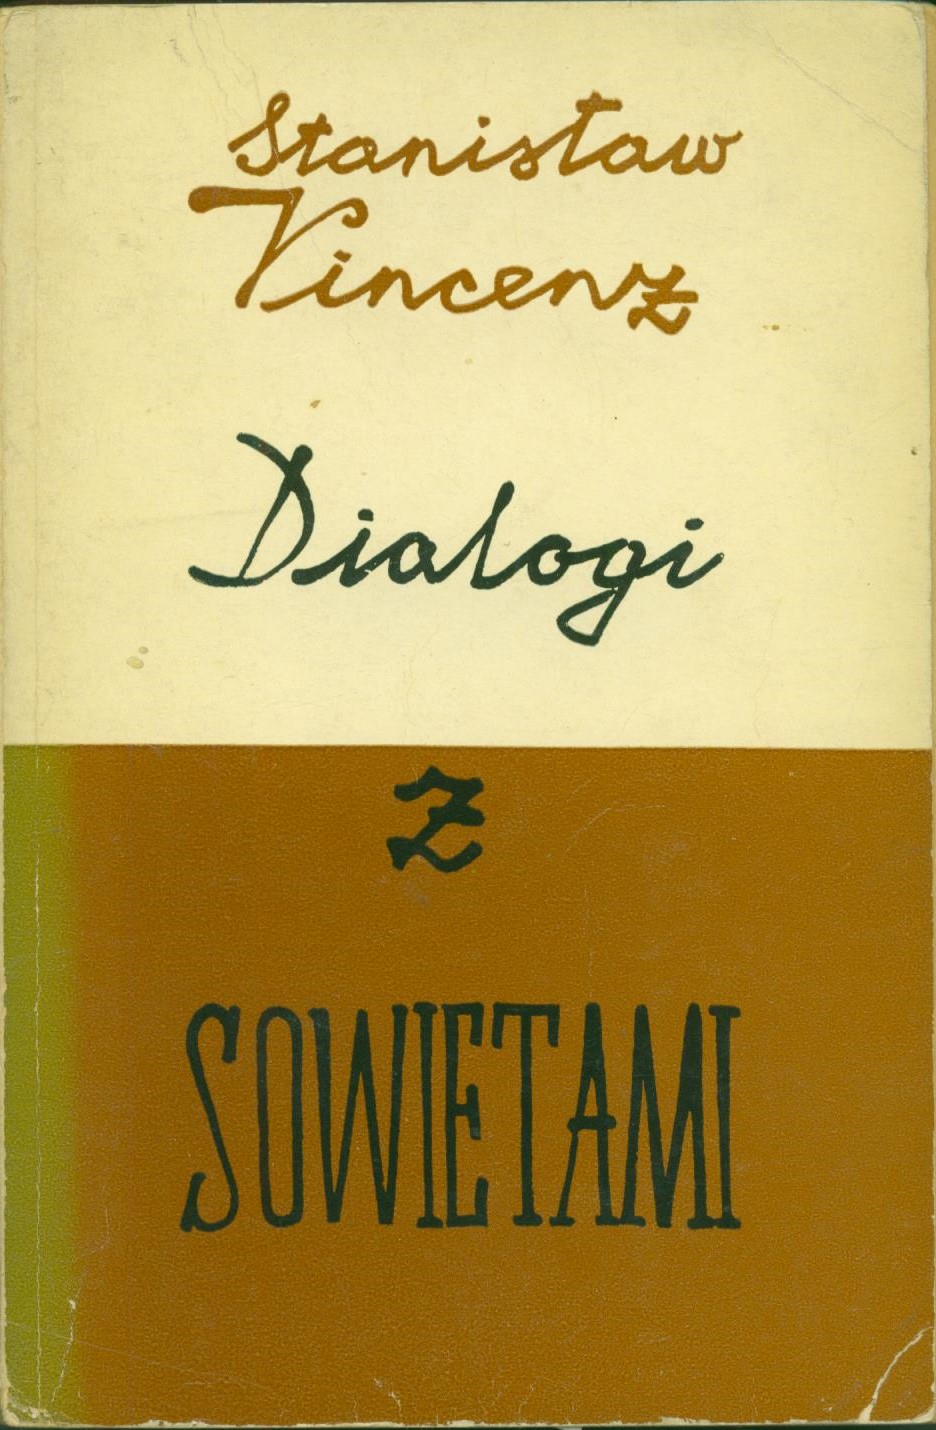 Stanisław
Vincenz
Dialogi
z
SOWIETAMI